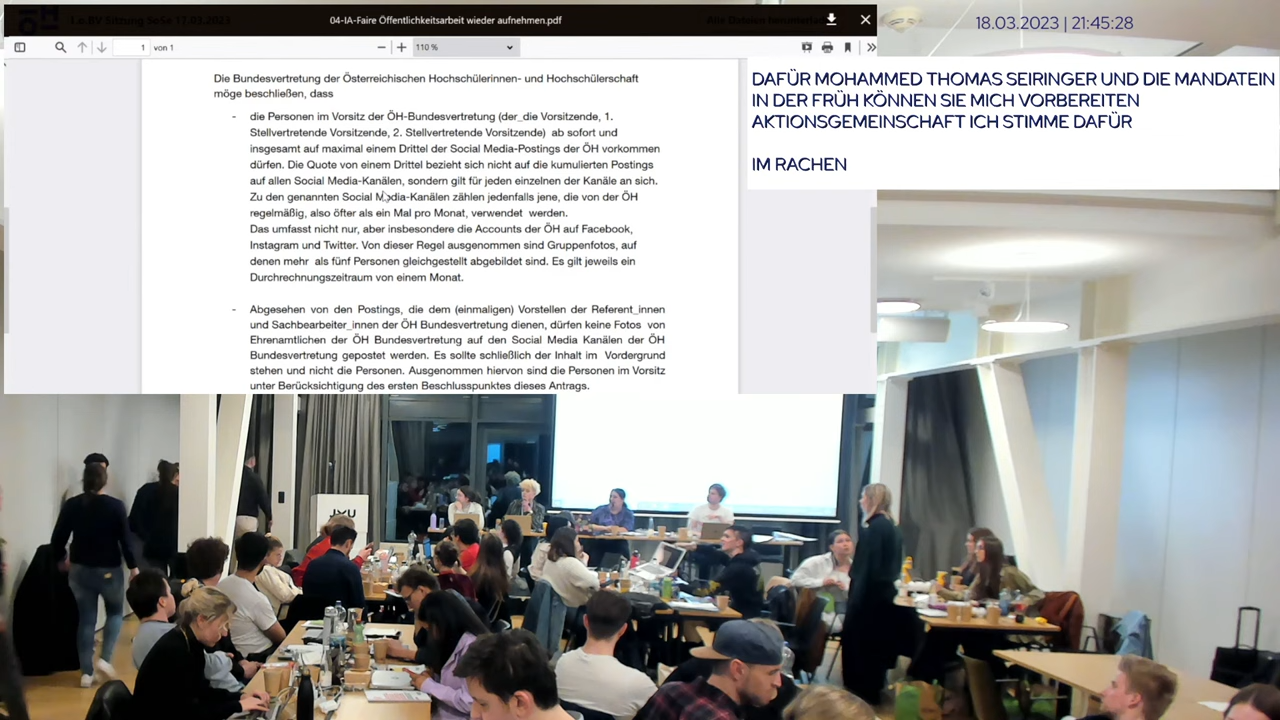 1.o.BV Sitzung SoSe 17.03.2023
04-IA-Faire Öffentlichkeitsarbeit wieder aufnehmen.pdf
18.03.2023 | 21:45:28
1 von 1
110 %
Die Bundesvertretung der Österreichischen Hochschülerinnen- und Hochschülerschaft
möge beschließen, dass
- die Personen im Vorsitz der ÖH-Bundesvertretung (der_die Vorsitzende, 1.
Stellvertretende Vorsitzende, 2. Stellvertretende Vorsitzende) ab sofort und
insgesamt auf maximal einem Drittel der Social Media-Postings der ÖH vorkommen
dürfen. Die Quote von einem Drittel bezieht sich nicht auf die kumulierten Postings
auf allen Social Media-Kanälen, sondern gilt für jeden einzelnen der Kanäle an sich.
Zu den genannten Social Media-Kanälen zählen jedenfalls jene, die von der ÖH
regelmäßig, also öfter als ein Mal pro Monat, verwendet werden.
Das umfasst nicht nur, aber insbesondere die Accounts der ÖH auf Facebook,
Instagram und Twitter. Von dieser Regel ausgenommen sind Gruppenfotos, auf
denen mehr als fünf Personen gleichgestellt abgebildet sind. Es gilt jeweils ein
Durchrechnungszeitraum von einem Monat.
- Abgesehen von den Postings, die dem (einmaligen) Vorstellen der Referent_innen
und Sachbearbeiter_innen der ÖH Bundesvertretung dienen, dürfen keine Fotos von
Ehrenamtlichen der ÖH Bundesvertretung auf den Social Media Kanälen der ÖH
Bundesvertretung gepostet werden. Es sollte schließlich der Inhalt im Vordergrund
stehen und nicht die Personen. Ausgenommen hiervon sind die Personen im Vorsitz
unter Berücksichtigung des ersten Beschlusspunktes dieses Antrags.
DAFÜR MOHAMMED THOMAS SEIRINGER UND DIE MANDATEIN
IN DER FRÜH KÖNNEN SIE MICH VORBEREITEN
AKTIONSGEMEINSCHAFT ICH STIMME DAFÜR
IM RACHEN
JYU